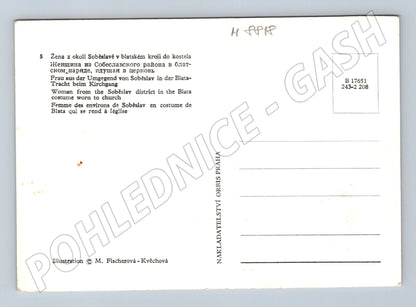 5 Žena z okolí Soběslavě v blatském kroji do kostela
Женщина из Собеславского района в блат-
ском наряде, идущая в церковь
Frau aus der Umgegend von Soběslav in der Blata-
Tracht beim Kirchgang
Woman from the Soběslav district in the Blata
costume worn to church
Femme des environs de Soběslav en costume de
Blata qui se rend à l'église
B 17651
243-2 208
NAKLADATELSTVÍ ORBIS PRAHA
Illustration © M. Fischerová-Kvěchová
POHLEDNICE - GASH